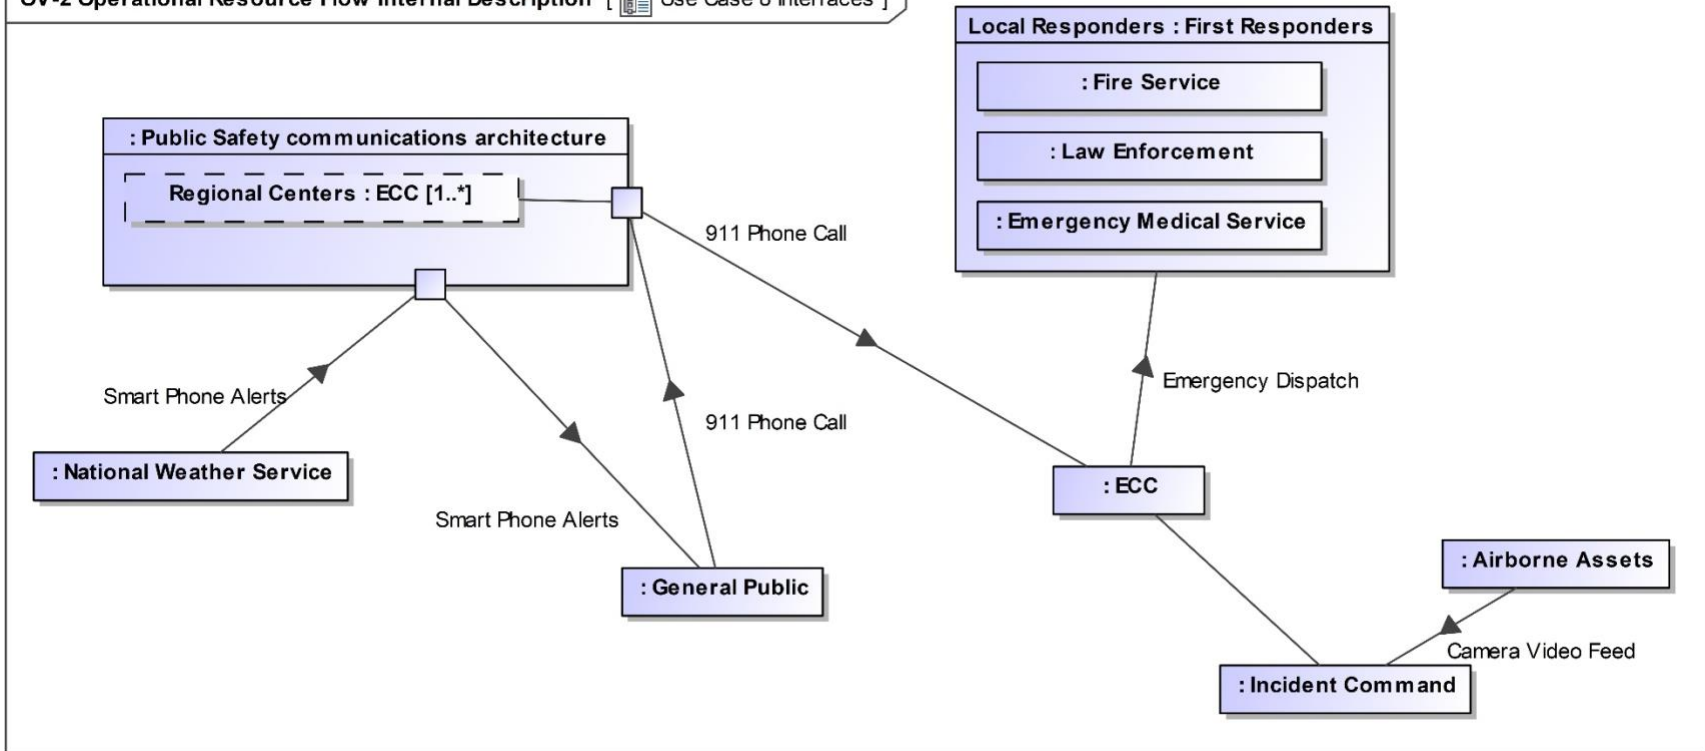 OV-2 Operational Resource Flow Internal Description [ Use Case 8 Interfaces ]
Local Responders : First Responders
: Fire Service
: Law Enforcement
: Emergency Medical Service
: Public Safety communications architecture
Regional Centers : ECC [1..*]
911 Phone Call
Emergency Dispatch
Smart Phone Alerts
911 Phone Call
: National Weather Service
: ECC
Smart Phone Alerts
: General Public
: Airborne Assets
Camera Video Feed
: Incident Command